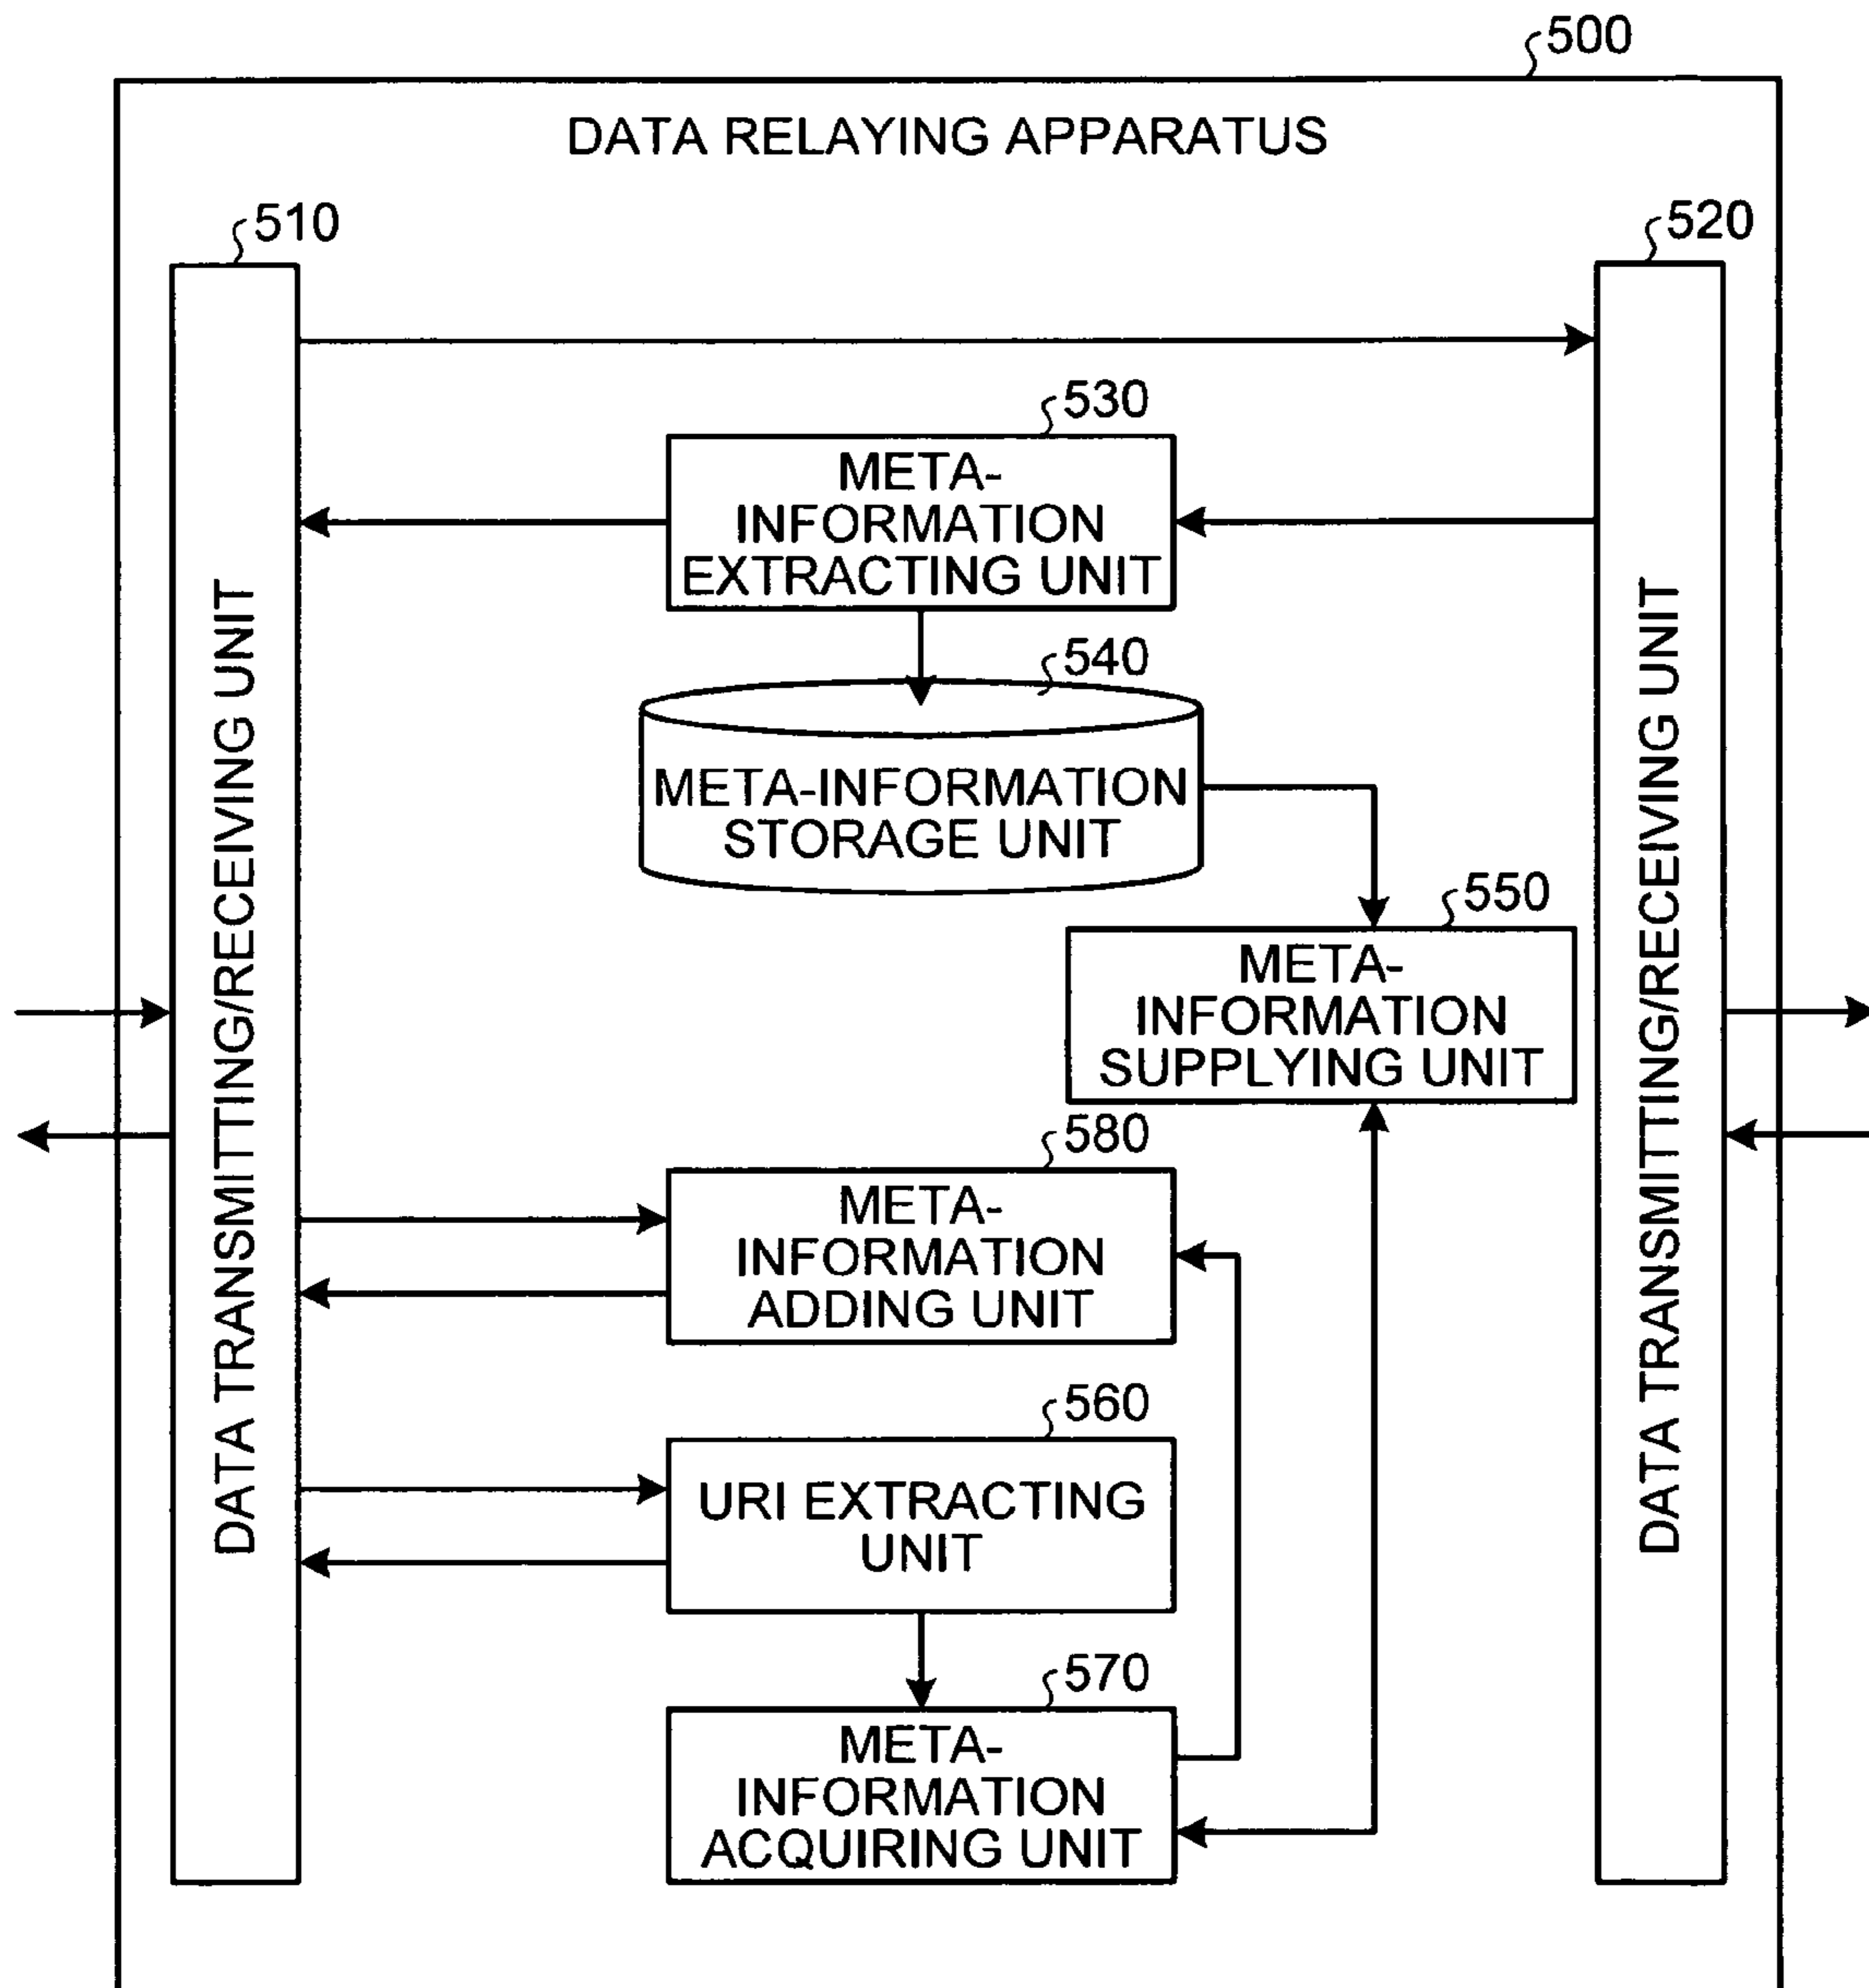 500
DATA RELAYING APPARATUS
510
520
DATA TRANSMITTING/RECEIVING UNIT
DATA TRANSMITTING/RECEIVING UNIT
530
META-
INFORMATION
EXTRACTING UNIT
540
META-INFORMATION
STORAGE UNIT
550
META-
INFORMATION
SUPPLYING UNIT
580
META-
INFORMATION
ADDING UNIT
560
URI EXTRACTING
UNIT
570
META-
INFORMATION
ACQUIRING UNIT